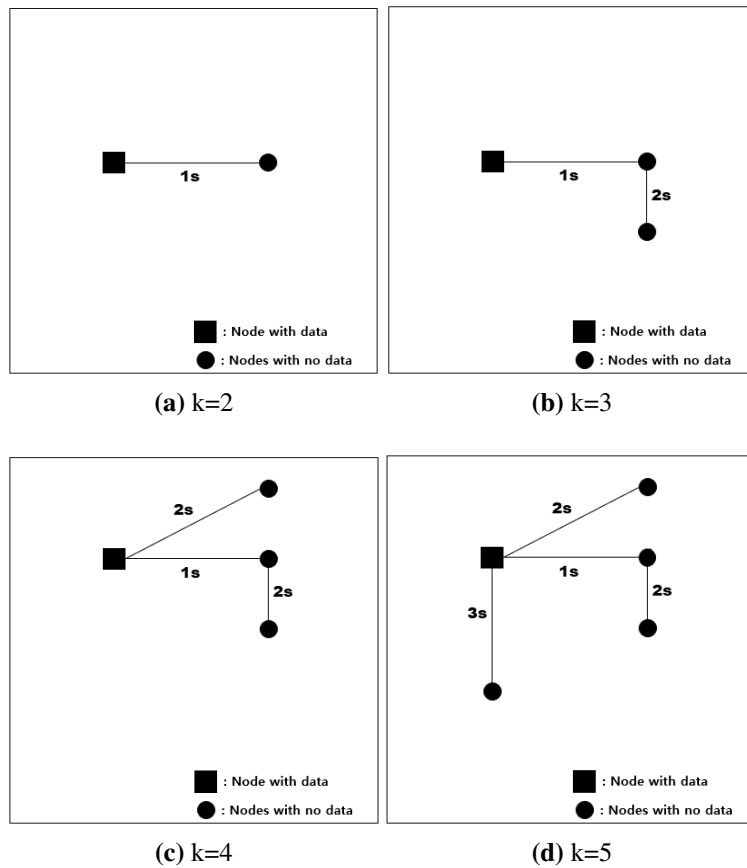 1s
: Node with data
: Nodes with no data
(a) k=2
1s
2s
: Node with data
: Nodes with no data
(b) k=3
2s
1s
2s
: Node with data
: Nodes with no data
(c) k=4
2s
1s
2s
3s
: Node with data
: Nodes with no data
(d) k=5